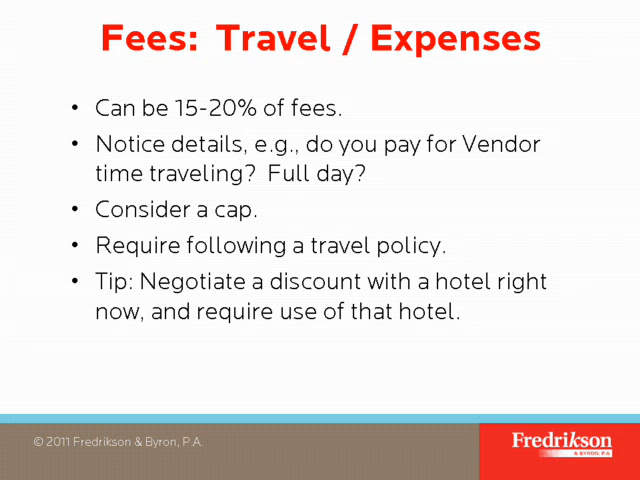 Fees:  Travel / Expenses
• Can be 15-20% of fees.
• Notice details, e.g., do you pay for Vendor
time traveling?  Full day?
• Consider a cap.
• Require following a travel policy.
• Tip: Negotiate a discount with a hotel right
now, and require use of that hotel.
© 2011 Fredrikson & Byron, P.A.
Fredrikson
& BYRON, P.A.